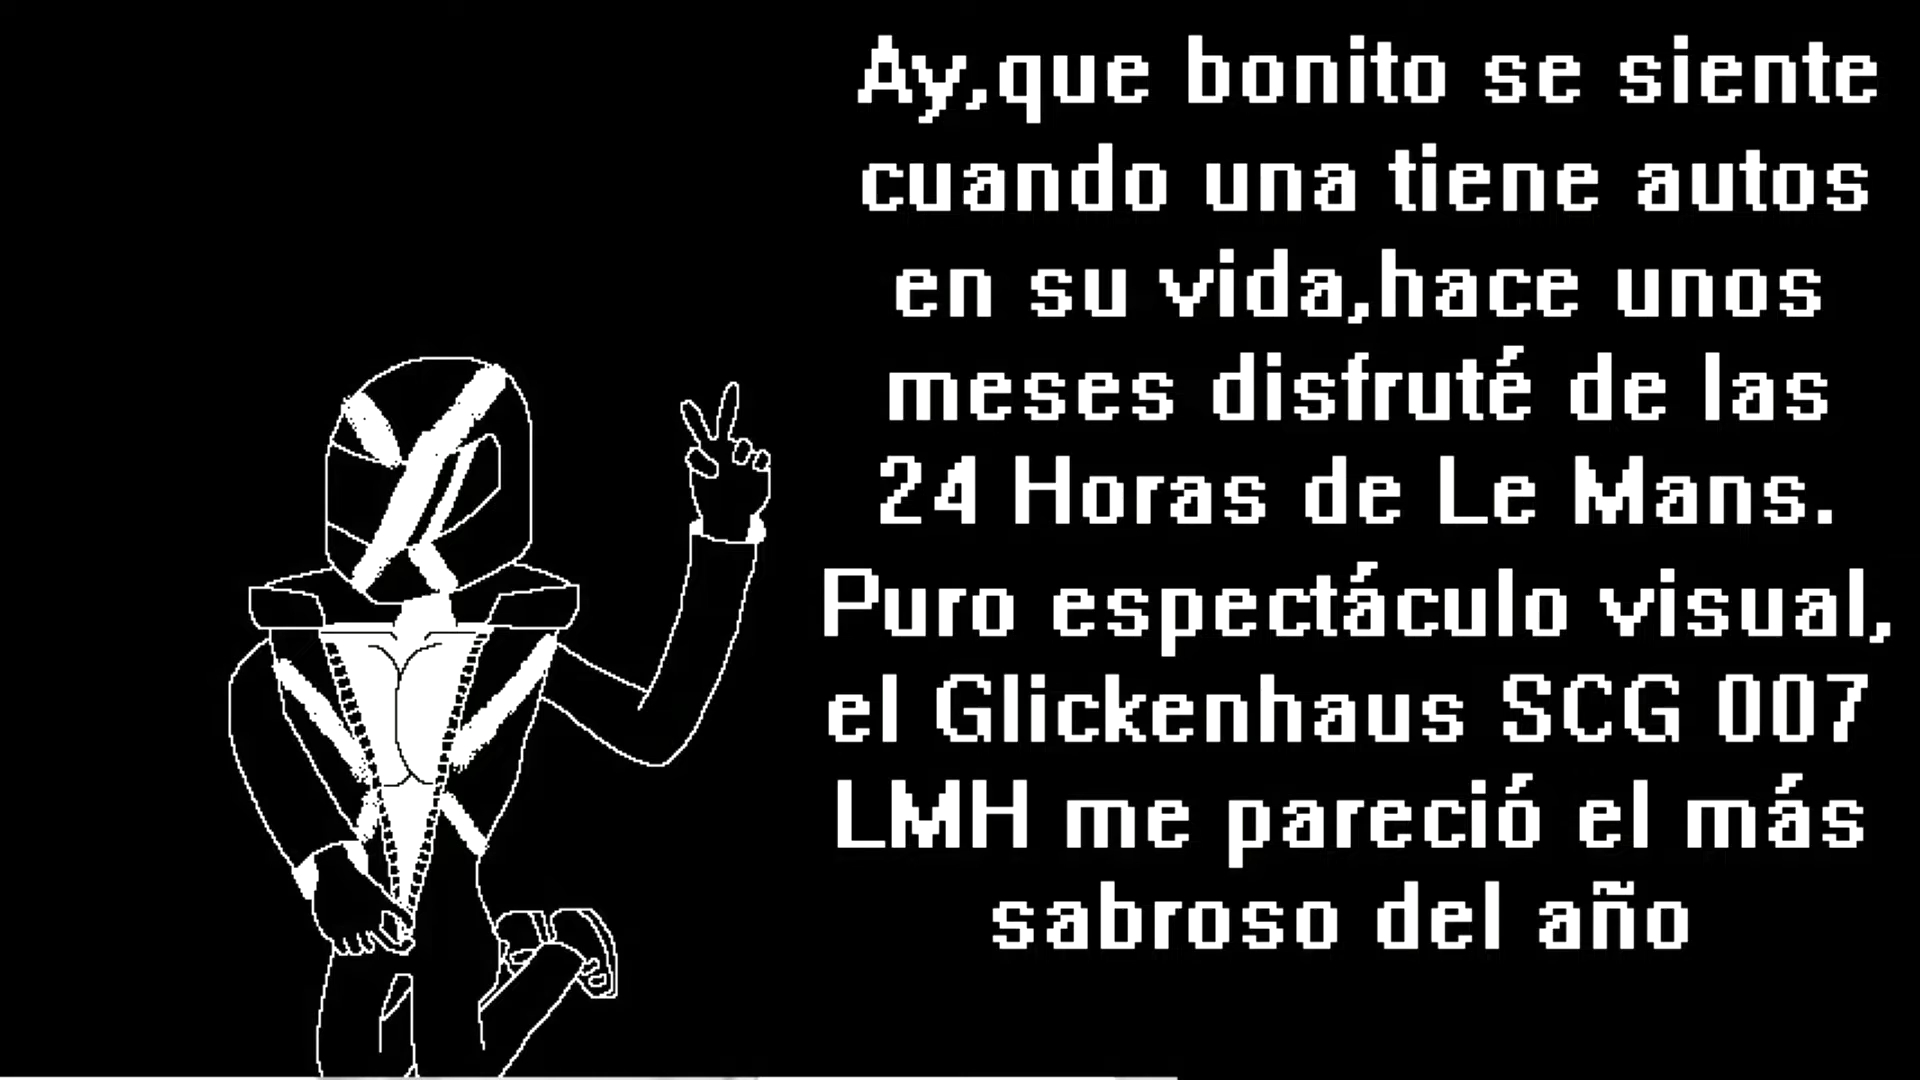 Ay,que bonito se siente
cuando una tiene autos
en su vida,hace unos
meses disfruté de las
24 Horas de Le Mans.
Puro espectáculo visual,
el Glickenhaus SCG 007
LMH me pareció el más
sabroso del año